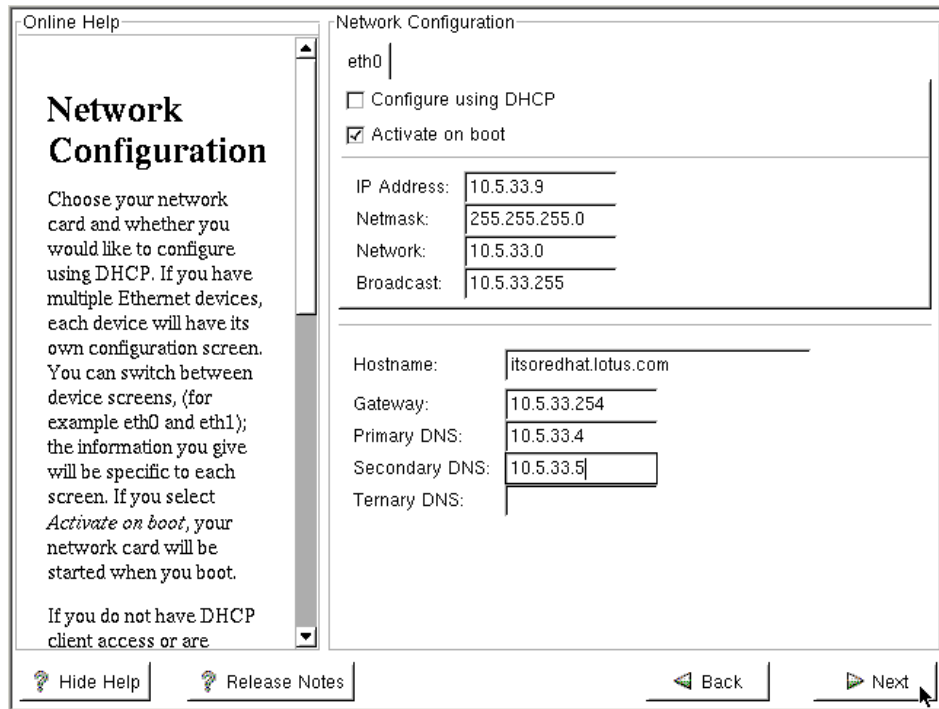 Online Help
Network
Configuration
Choose your network
card and whether you
would like to configure
using DHCP. If you have
multiple Ethernet devices,
each device will have its
own configuration screen.
You can switch between
device screens, (for
example eth0 and eth1);
the information you give
will be specific to each
screen. If you select
Activate on boot, your
network card will be
started when you boot.
If you do not have DHCP
client access or are
Network Configuration
eth0
Configure using DHCP
Activate on boot
IP Address: 10.5.33.9
Netmask: 255.255.255.0
Network: 10.5.33.0
Broadcast: 10.5.33.255
Hostname: itsoredhat.lotus.com
Gateway: 10.5.33.254
Primary DNS: 10.5.33.4
Secondary DNS: 10.5.33.5
Ternary DNS:
Hide Help Release Notes Back Next